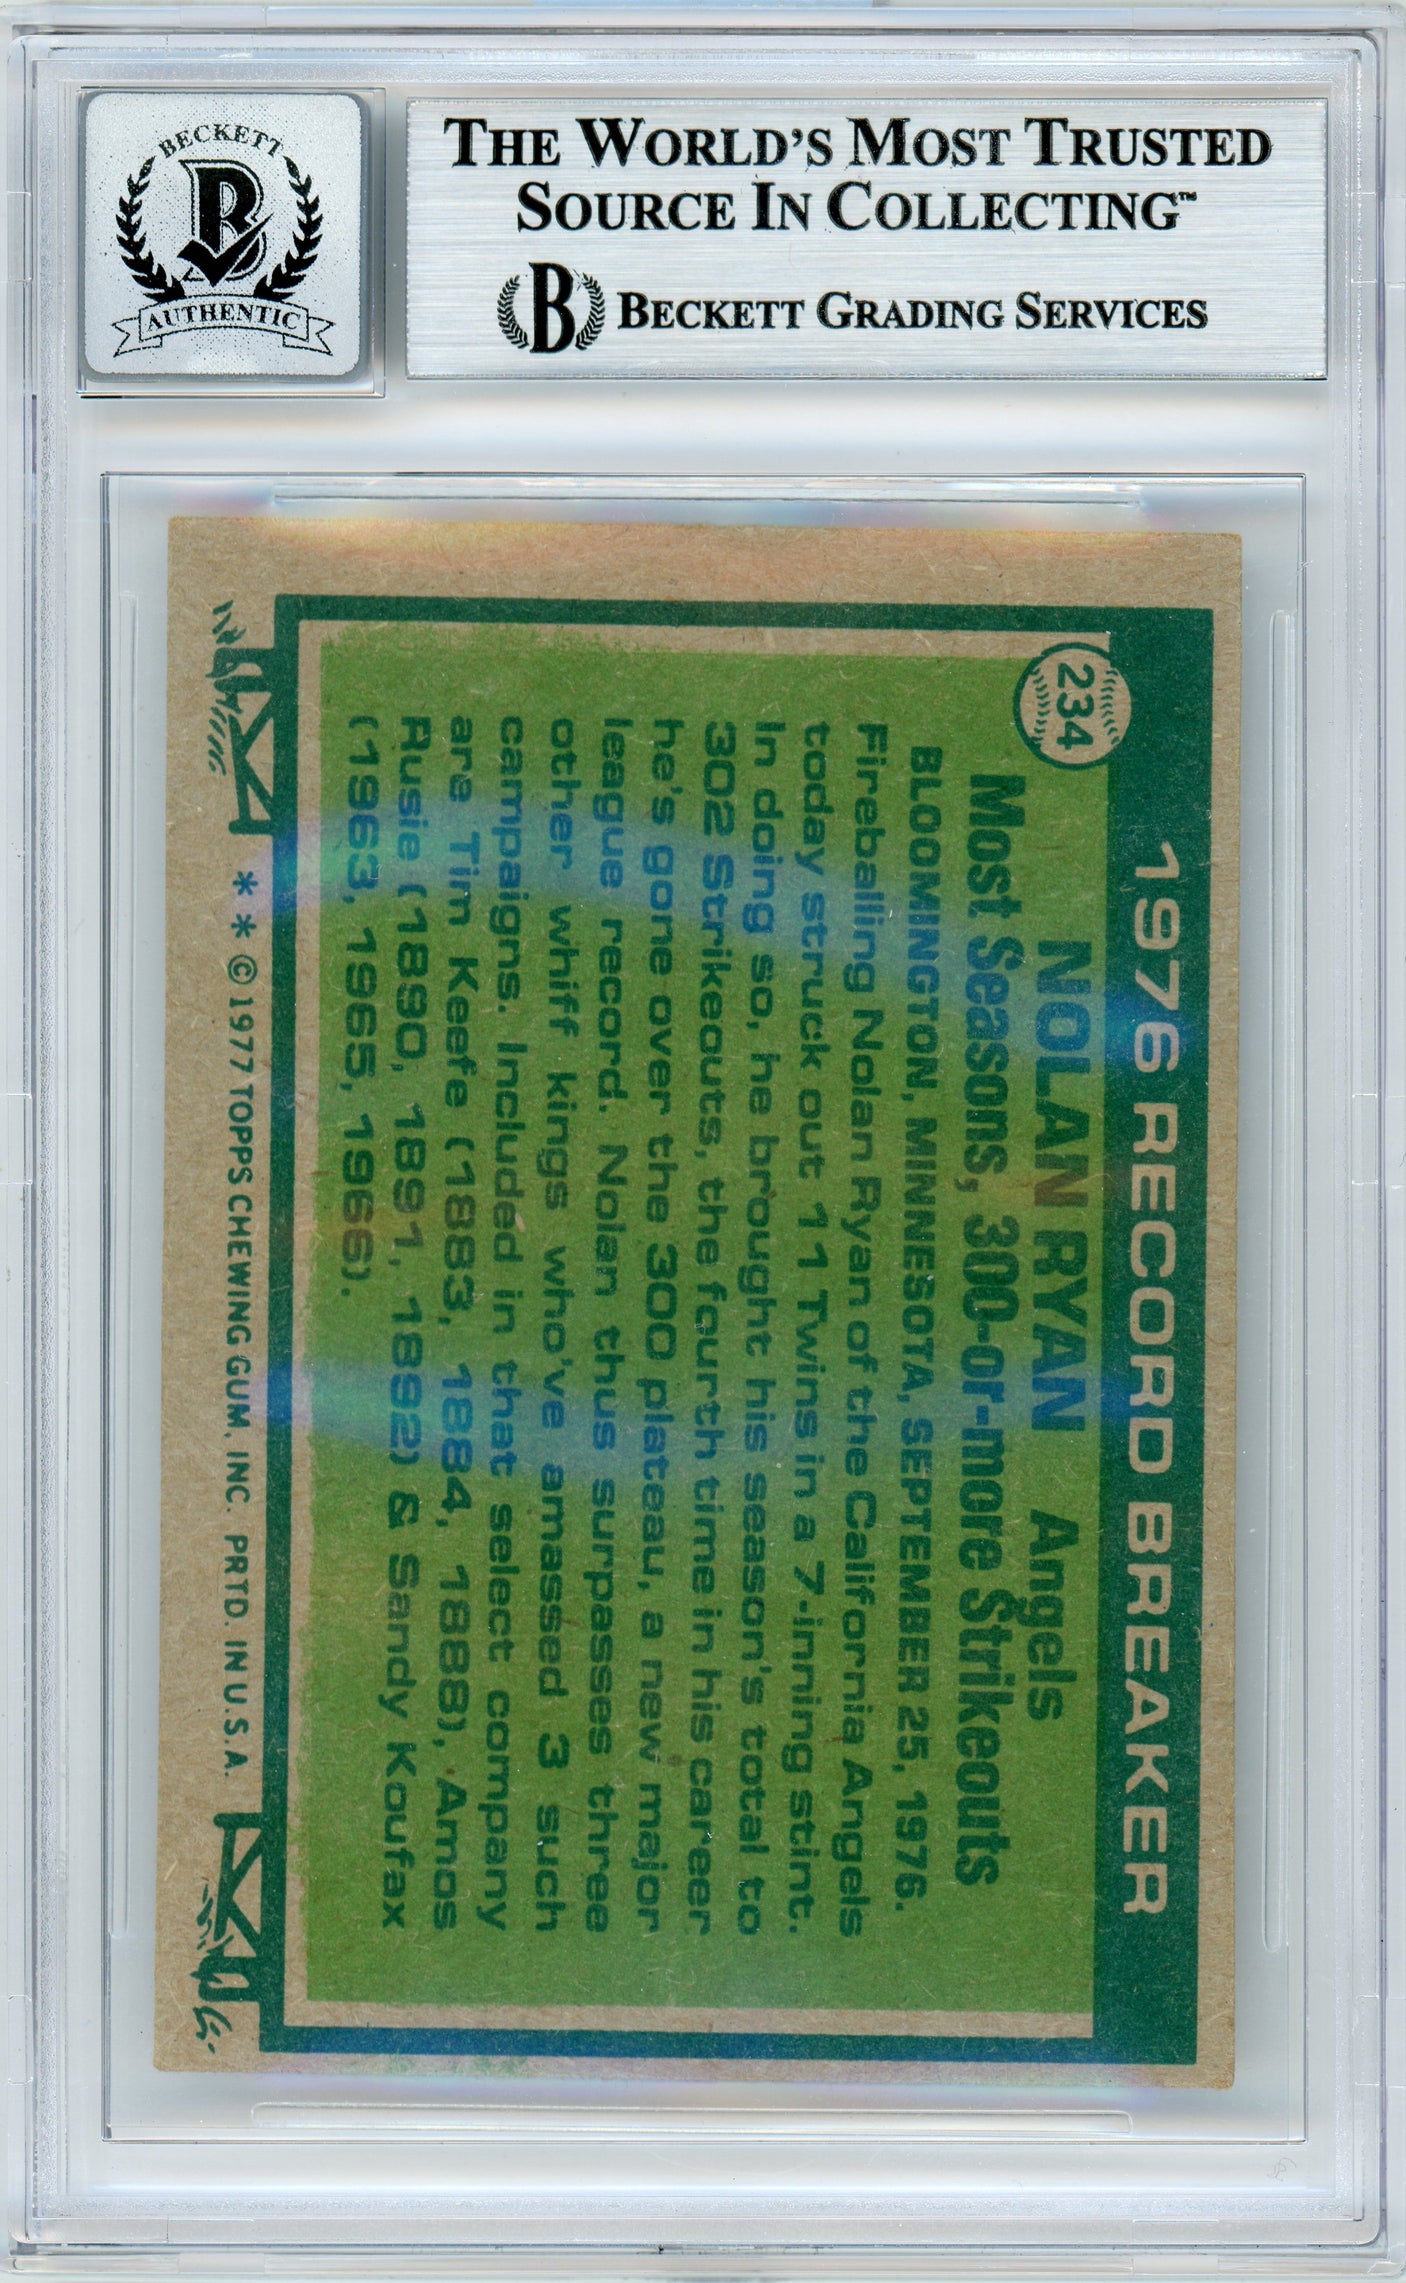 BECKETT
B
AUTHENTIC
THE WORLD'S MOST TRUSTED
SOURCE IN COLLECTING™
B BECKETT GRADING SERVICES
1976 RECORD BREAKER
234
NOLAN RYAN Angels
Most Seasons, 300-or-more Strikeouts
BLOOMINGTON, MINNESOTA, SEPTEMBER 25, 1976.
Fireballing Nolan Ryan of the California Angels
today struck out 11 Twins in a 7-inning stint.
In doing so, he brought his season's total to
302 Strikeouts, the fourth time in his career
he's gone over the 300 plateau, a new major
league record. Nolan thus surpasses three
other whiff kings who've amassed 3 such
campaigns. Included in that select company
are Tim Keefe (1883, 1884, 1888), Amos
Rusie (1890, 1891, 1892) & Sandy Koufax
(1963, 1965, 1966).
** © 1977 TOPPS CHEWING GUM, INC. PRTD. IN U.S.A.